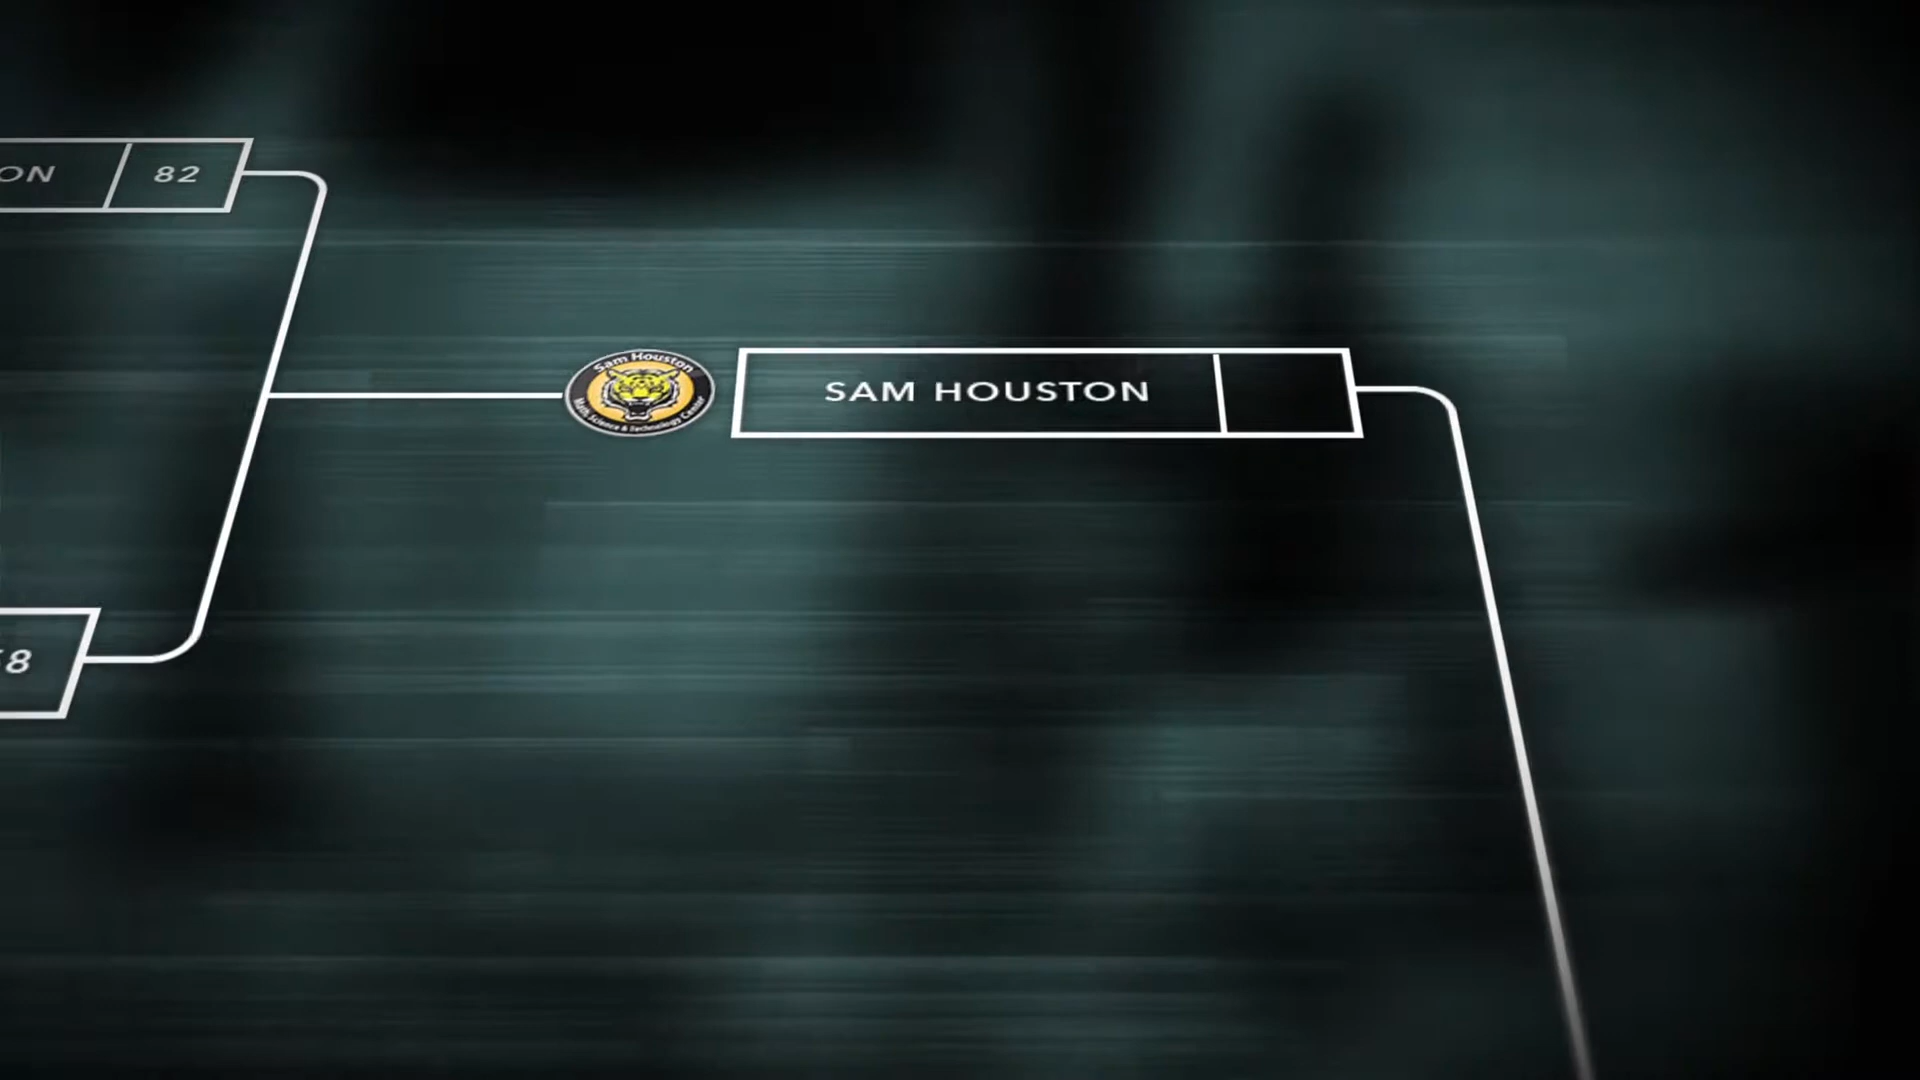 ON 82
Sam Houston
SAM HOUSTON
Math, Science & Technology Center
8